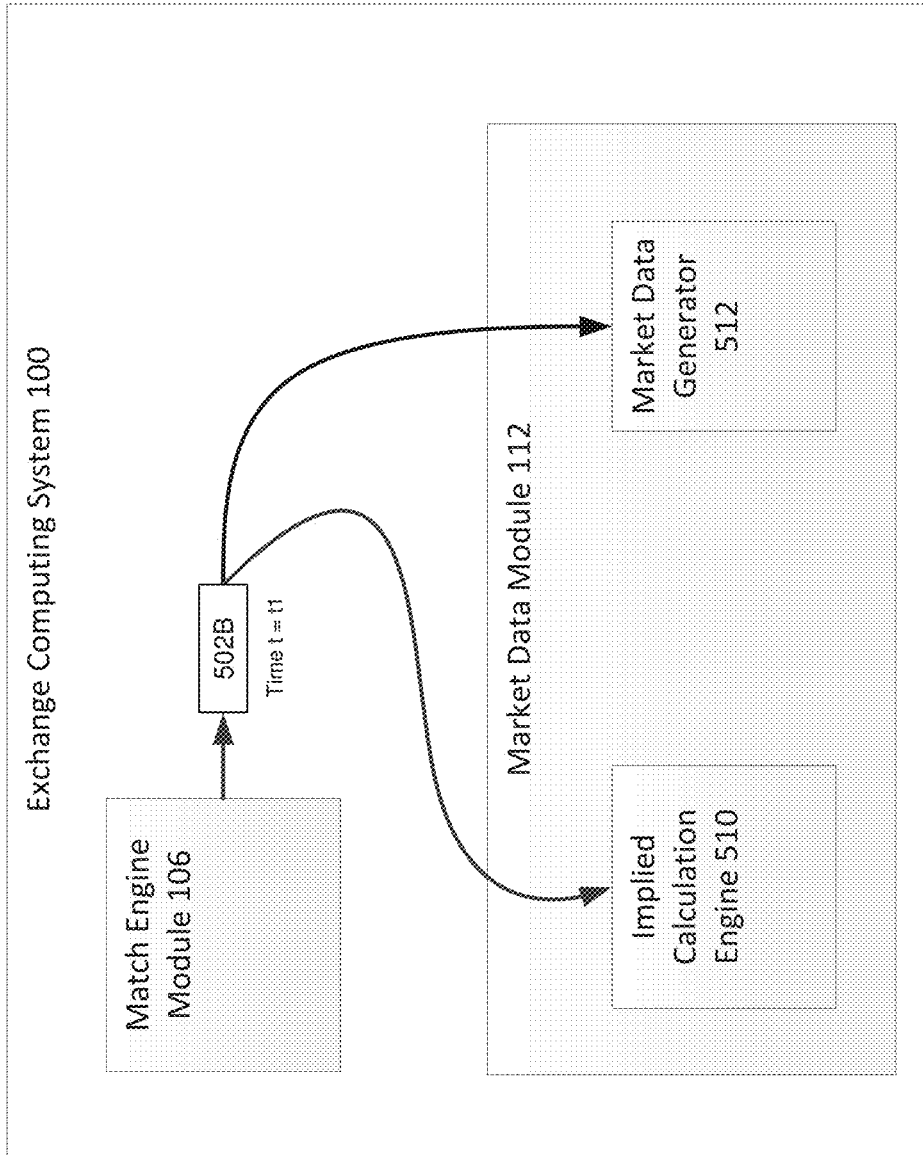 Exchange Computing System 100
Match Engine
Module 106
502B
Time t = t1
Market Data Module 112
Implied
Calculation
Engine 510
Market Data
Generator
512